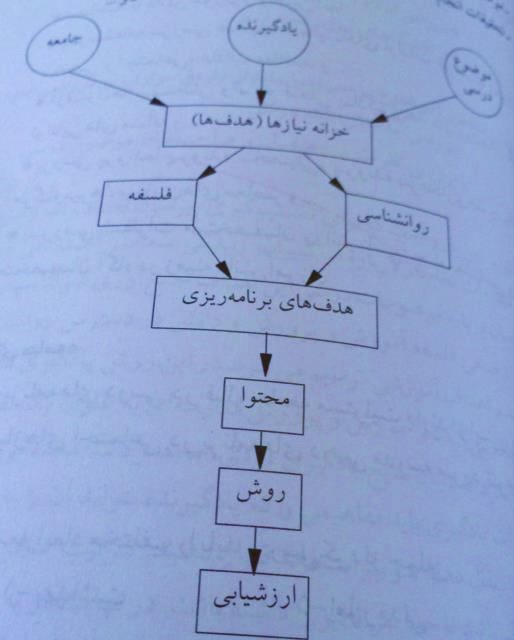 یادگیرنده
جامعه
موضوع
درسی
خزانه نیازها (هدف‌ها)
روانشناسی
فلسفه
هدف‌های برنامه‌ریزی
محتوا
روش
ارزشیابی